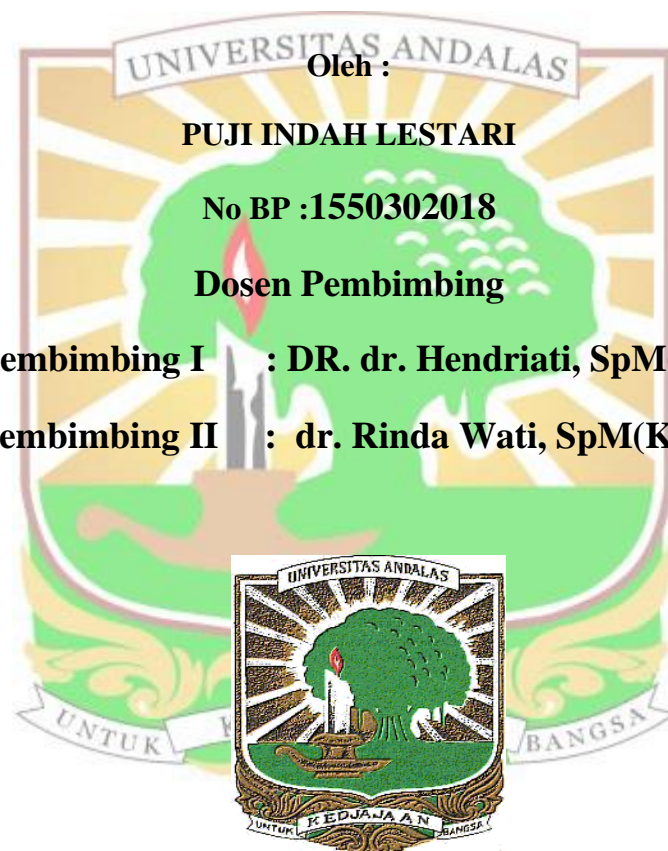 UNIVERSITAS ANDALAS
Oleh :
PUJI INDAH LESTARI
No BP :1550302018
Dosen Pembimbing
embimbing I : DR. dr. Hendriati, SpM
embimbing II : dr. Rinda Wati, SpM(K
UNIVERSITAS ANDALAS
UNTUK K BANGSA
UNTUK KEDJAJAAN BANGSA